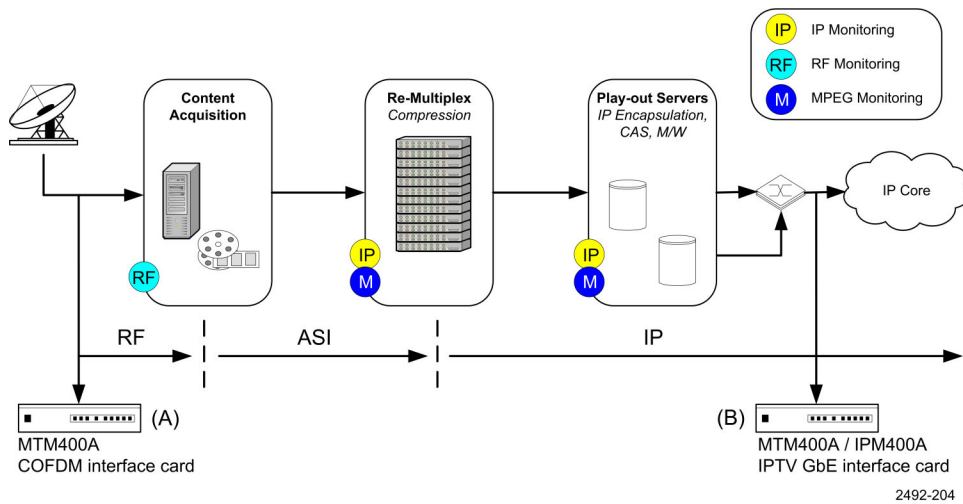 IP
IP Monitoring
RF
RF Monitoring
M
MPEG Monitoring
Content
Acquisition
Re-Multiplex
Compression
Play-out Servers
IP Encapsulation,
CAS, M/W
IP Core
RF
IP
M
IP
M
RF
ASI
IP
(A)
MTM400A
COFDM interface card
(B)
MTM400A / IPM400A
IPTV GbE interface card
2492-204